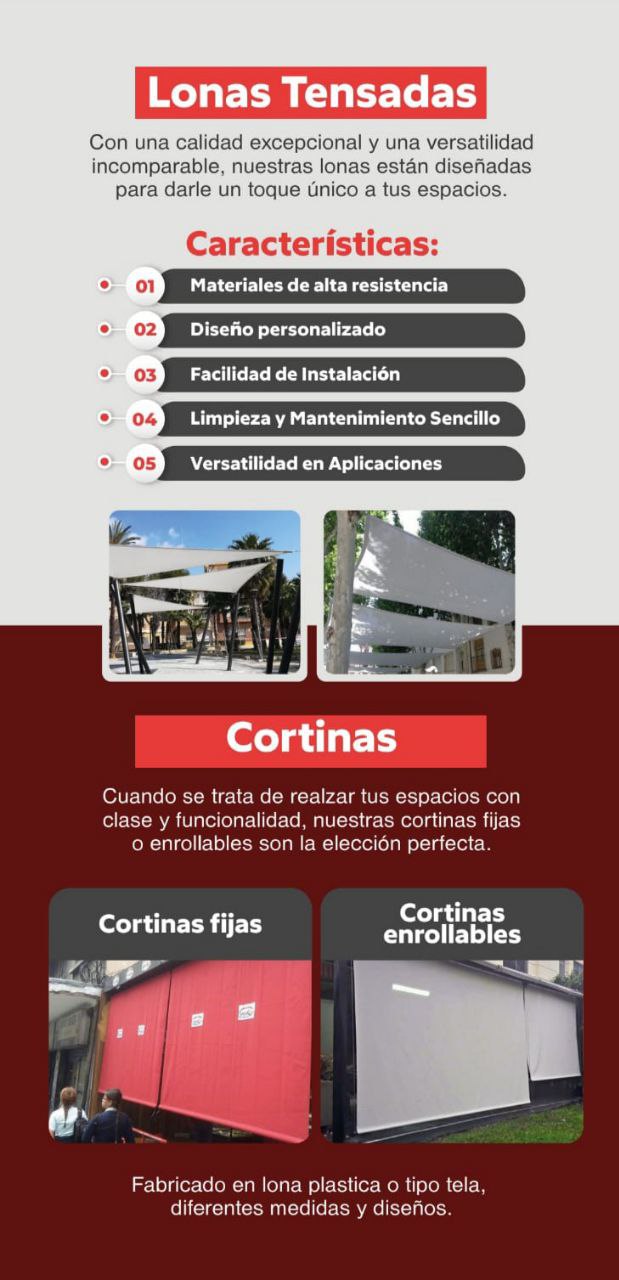 Lonas Tensadas
Con una calidad excepcional y una versatilidad
incomparable, nuestras lonas están diseñadas
para darle un toque único a tus espacios.
Características:
01 Materiales de alta resistencia
02 Diseño personalizado
03 Facilidad de Instalación
04 Limpieza y Mantenimiento Sencillo
05 Versatilidad en Aplicaciones
Cortinas
Cuando se trata de realzar tus espacios con
clase y funcionalidad, nuestras cortinas fijas
o enrollables son la elección perfecta.
Cortinas fijas
Cortinas
enrollables
Fabricado en lona plastica o tipo tela,
diferentes medidas y diseños.